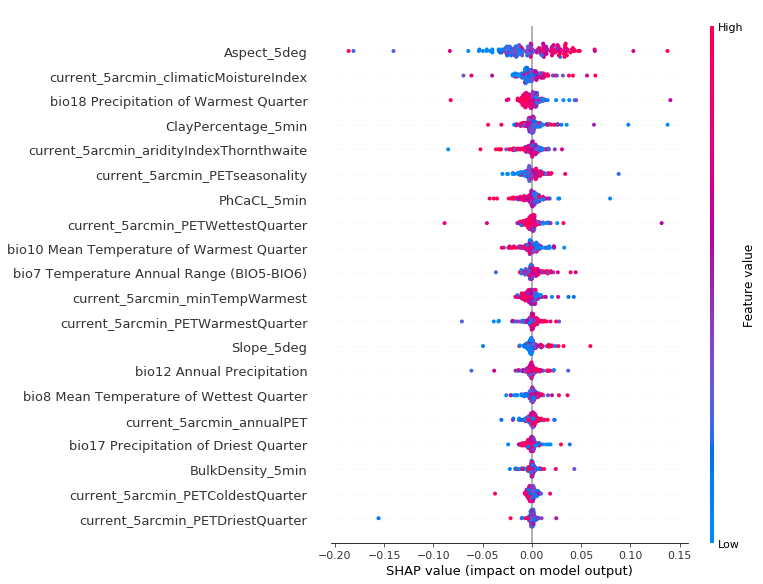 High
Aspect_5deg
current_5arcmin_climaticMoistureIndex
bio18 Precipitation of Warmest Quarter
ClayPercentage_5min
current_5arcmin_aridityIndexThornthwaite
current_5arcmin_PETseasonality
PhCaCL_5min
current_5arcmin_PETWettestQuarter
bio10 Mean Temperature of Warmest Quarter
bio7 Temperature Annual Range (BIO5-BIO6)
current_5arcmin_minTempWarmest
current_5arcmin_PETWarmestQuarter
Slope_5deg
bio12 Annual Precipitation
bio8 Mean Temperature of Wettest Quarter
current_5arcmin_annualPET
bio17 Precipitation of Driest Quarter
BulkDensity_5min
current_5arcmin_PETColdestQuarter
current_5arcmin_PETDriestQuarter
Feature value
Low
−0.20 −0.15 −0.10 −0.05 0.00 0.05 0.10 0.15
SHAP value (impact on model output)